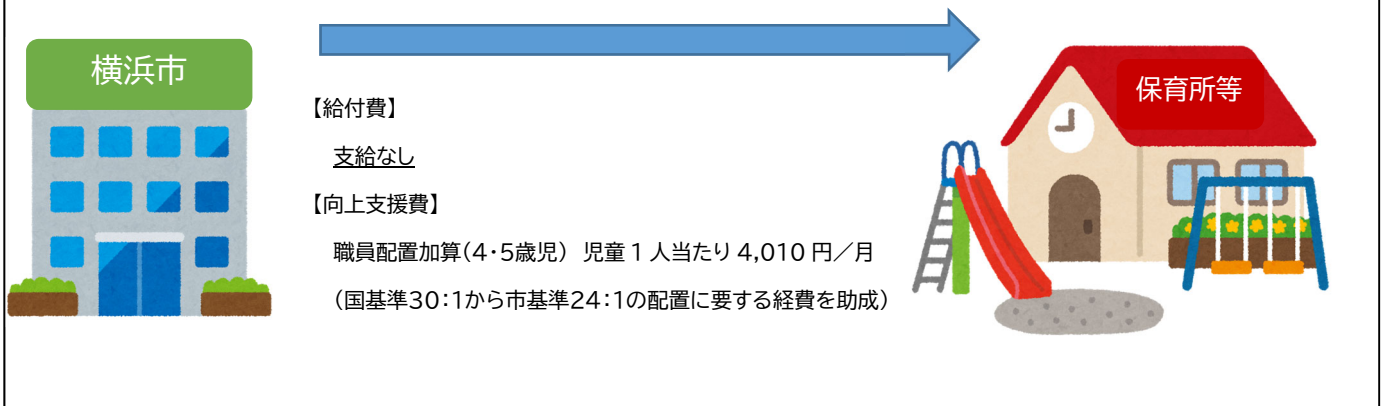 横浜市
保育所等
【給付費】
支給なし
【向上支援費】
職員配置加算(4・5歳児) 児童1人当たり4,010円/月
(国基準30:1から市基準24:1の配置に要する経費を助成)